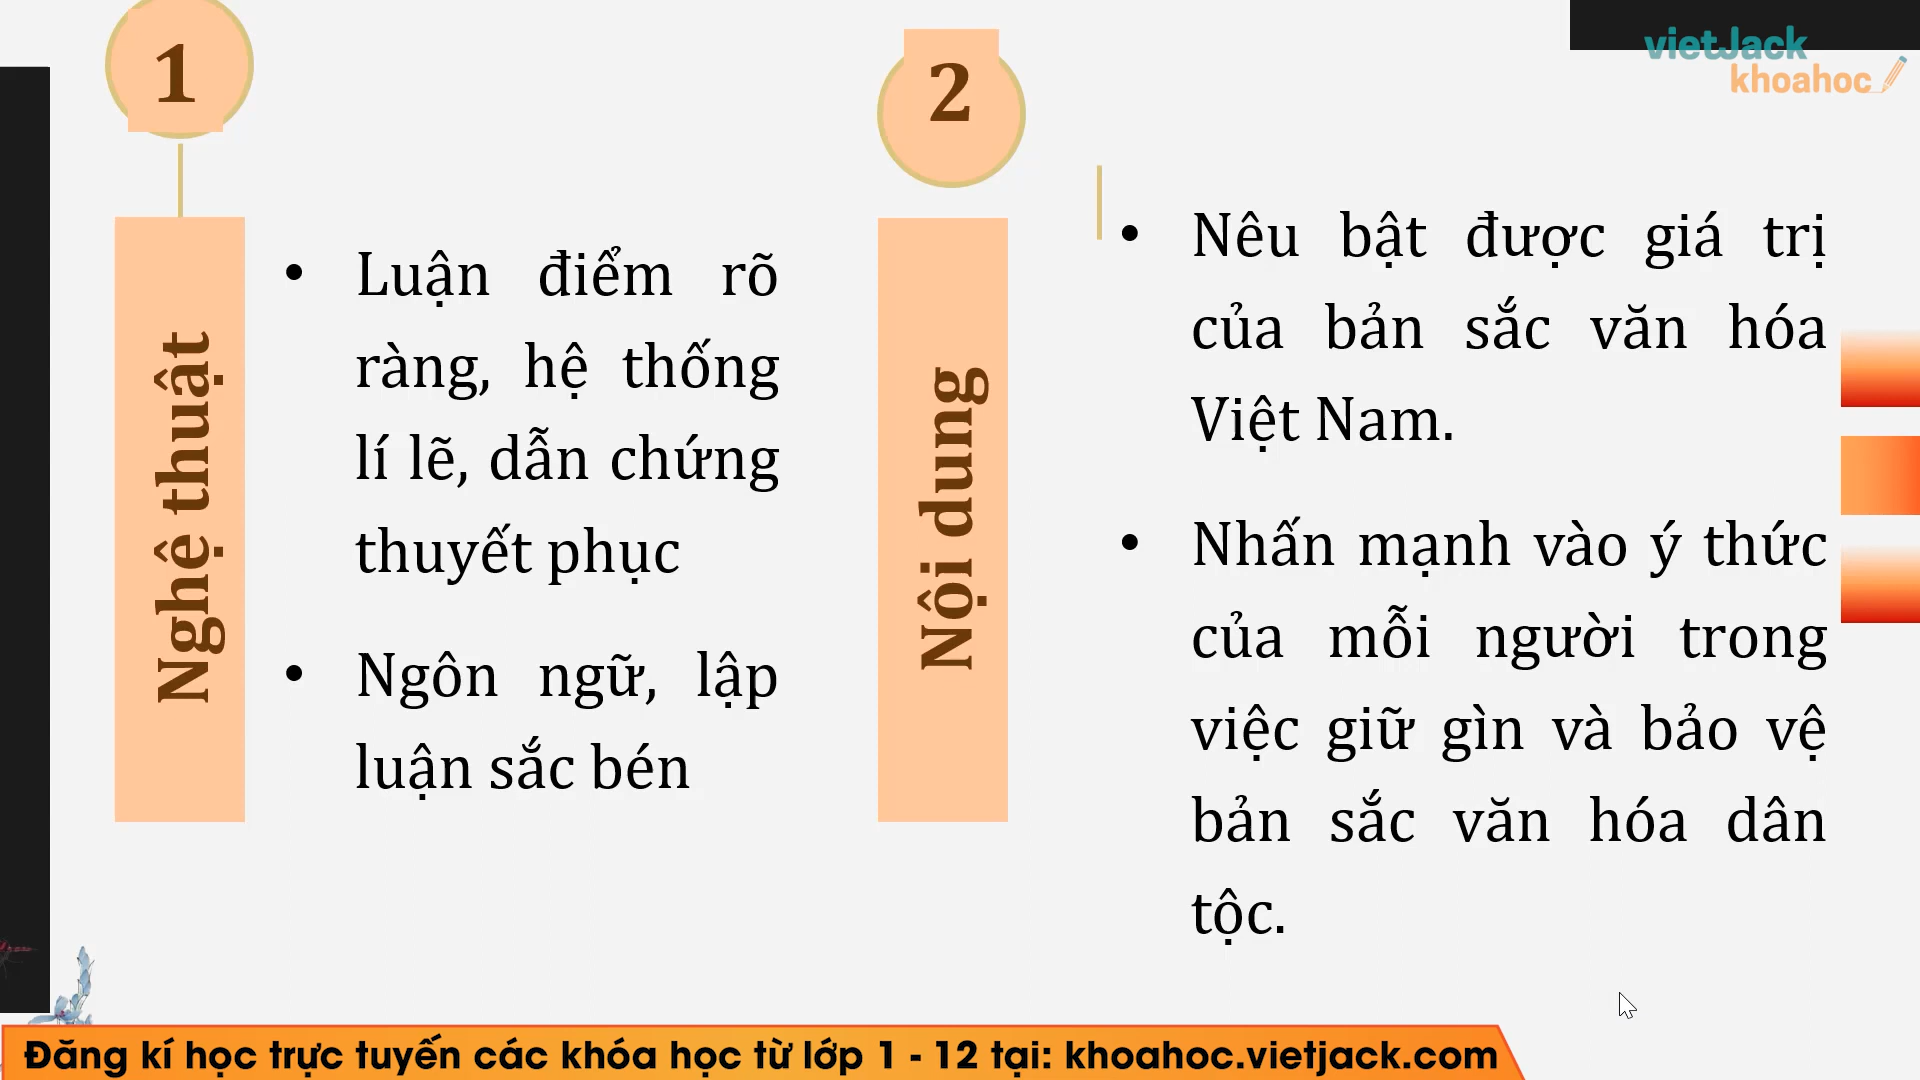 1
Nghệ thuật
• Luận điểm rõ
ràng, hệ thống
lí lẽ, dẫn chứng
thuyết phục
• Ngôn ngữ, lập
luận sắc bén
2
Nội dung
• Nêu bật được giá trị
của bản sắc văn hóa
Việt Nam.
• Nhấn mạnh vào ý thức
của mỗi người trong
việc giữ gìn và bảo vệ
bản sắc văn hóa dân
tộc.
vietJack
khoahoc
Đăng kí học trực tuyến các khóa học từ lớp 1 - 12 tại: khoahoc.vietjack.com